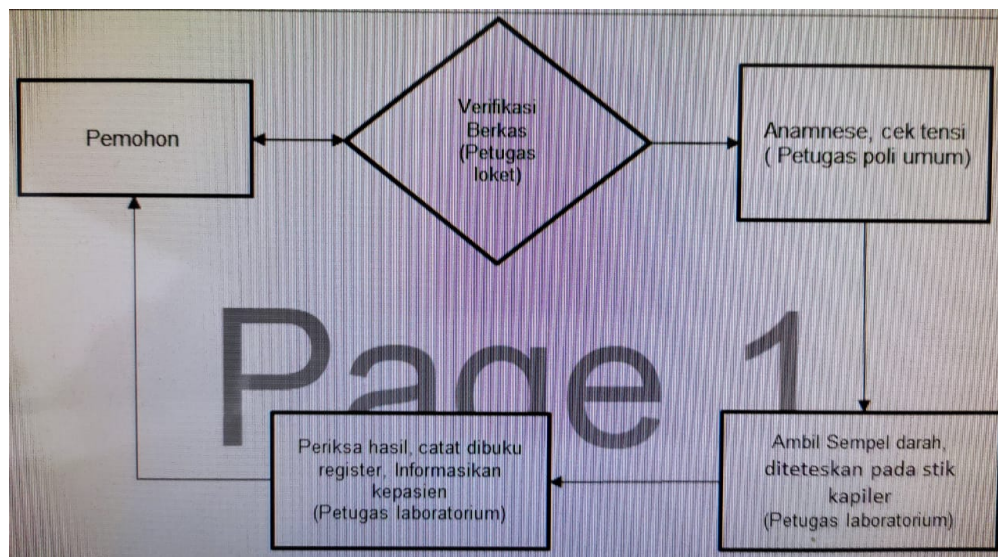 Pemohon
Verifikasi
Berkas
(Petugas
loket)
Anamnese, cek tensi
( Petugas poli umum)
Page 1
Periksa hasil, catat dibuku
register, Informasikan
kepasien
(Petugas laboratorium)
Ambil Sempel darah,
diteteskan pada stik
kapiler
(Petugas laboratorium)